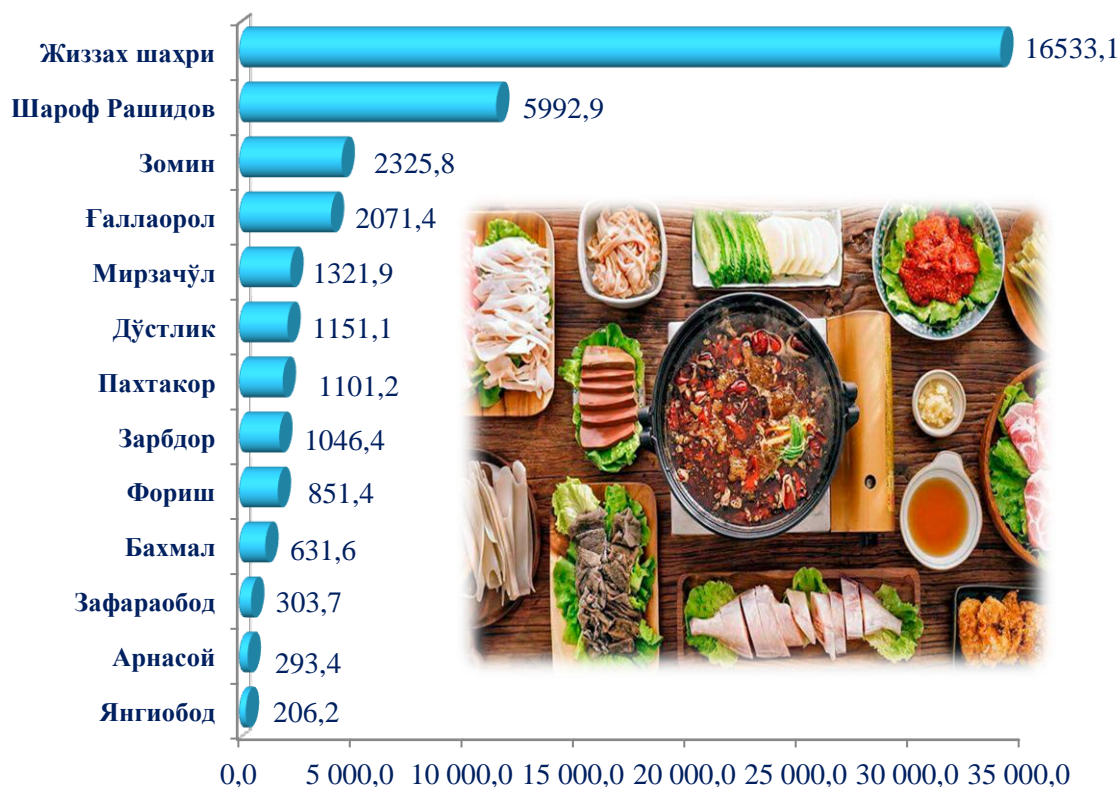 Жиззах шаҳри 16533,1
Шароф Рашидов 5992,9
Зомин 2325,8
Ғаллаорол 2071,4
Мирзачўл 1321,9
Дўстлик 1151,1
Пахтакор 1101,2
Зарбдор 1046,4
Фориш 851,4
Бахмал 631,6
Зафараобод 303,7
Арнасой 293,4
Янгиобод 206,2
0,0 5 000,0 10 000,0 15 000,0 20 000,0 25 000,0 30 000,0 35 000,0